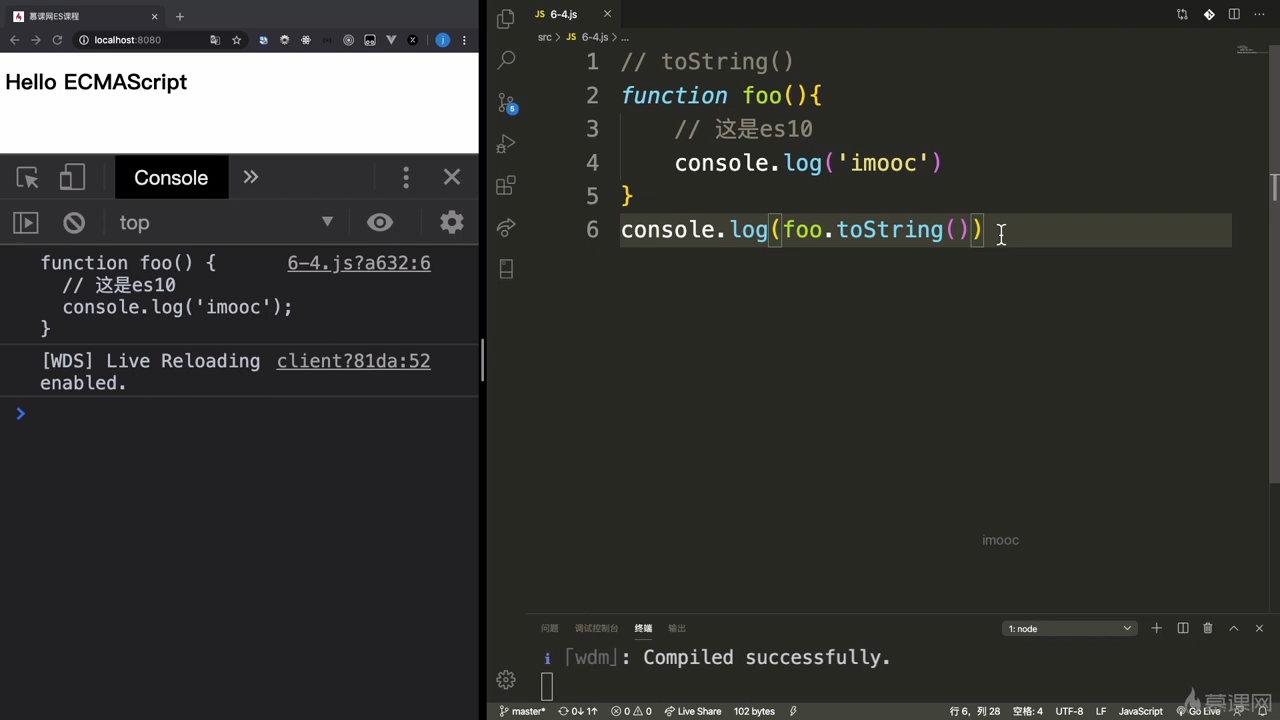 慕课网ES课程
localhost:8080
Hello ECMAScript
Console
top
function foo() {
// 这是es10
console.log('imooc');
}
6-4.js?a632:6
[WDS] Live Reloading enabled.
client?81da:52
6-4.js
src > 6-4.js > ...
1 // toString()
2 function foo(){
3 // 这是es10
4 console.log('imooc')
5 }
6 console.log(foo.toString())
imooc
问题 调试控制台 终端 输出
1: node
i 「wdm」: Compiled successfully.
master* 0↓ 1↑ 0 0 Live Share 102 bytes
行 6, 列 28 空格: 4 UTF-8 LF JavaScript Go Live
慕课网